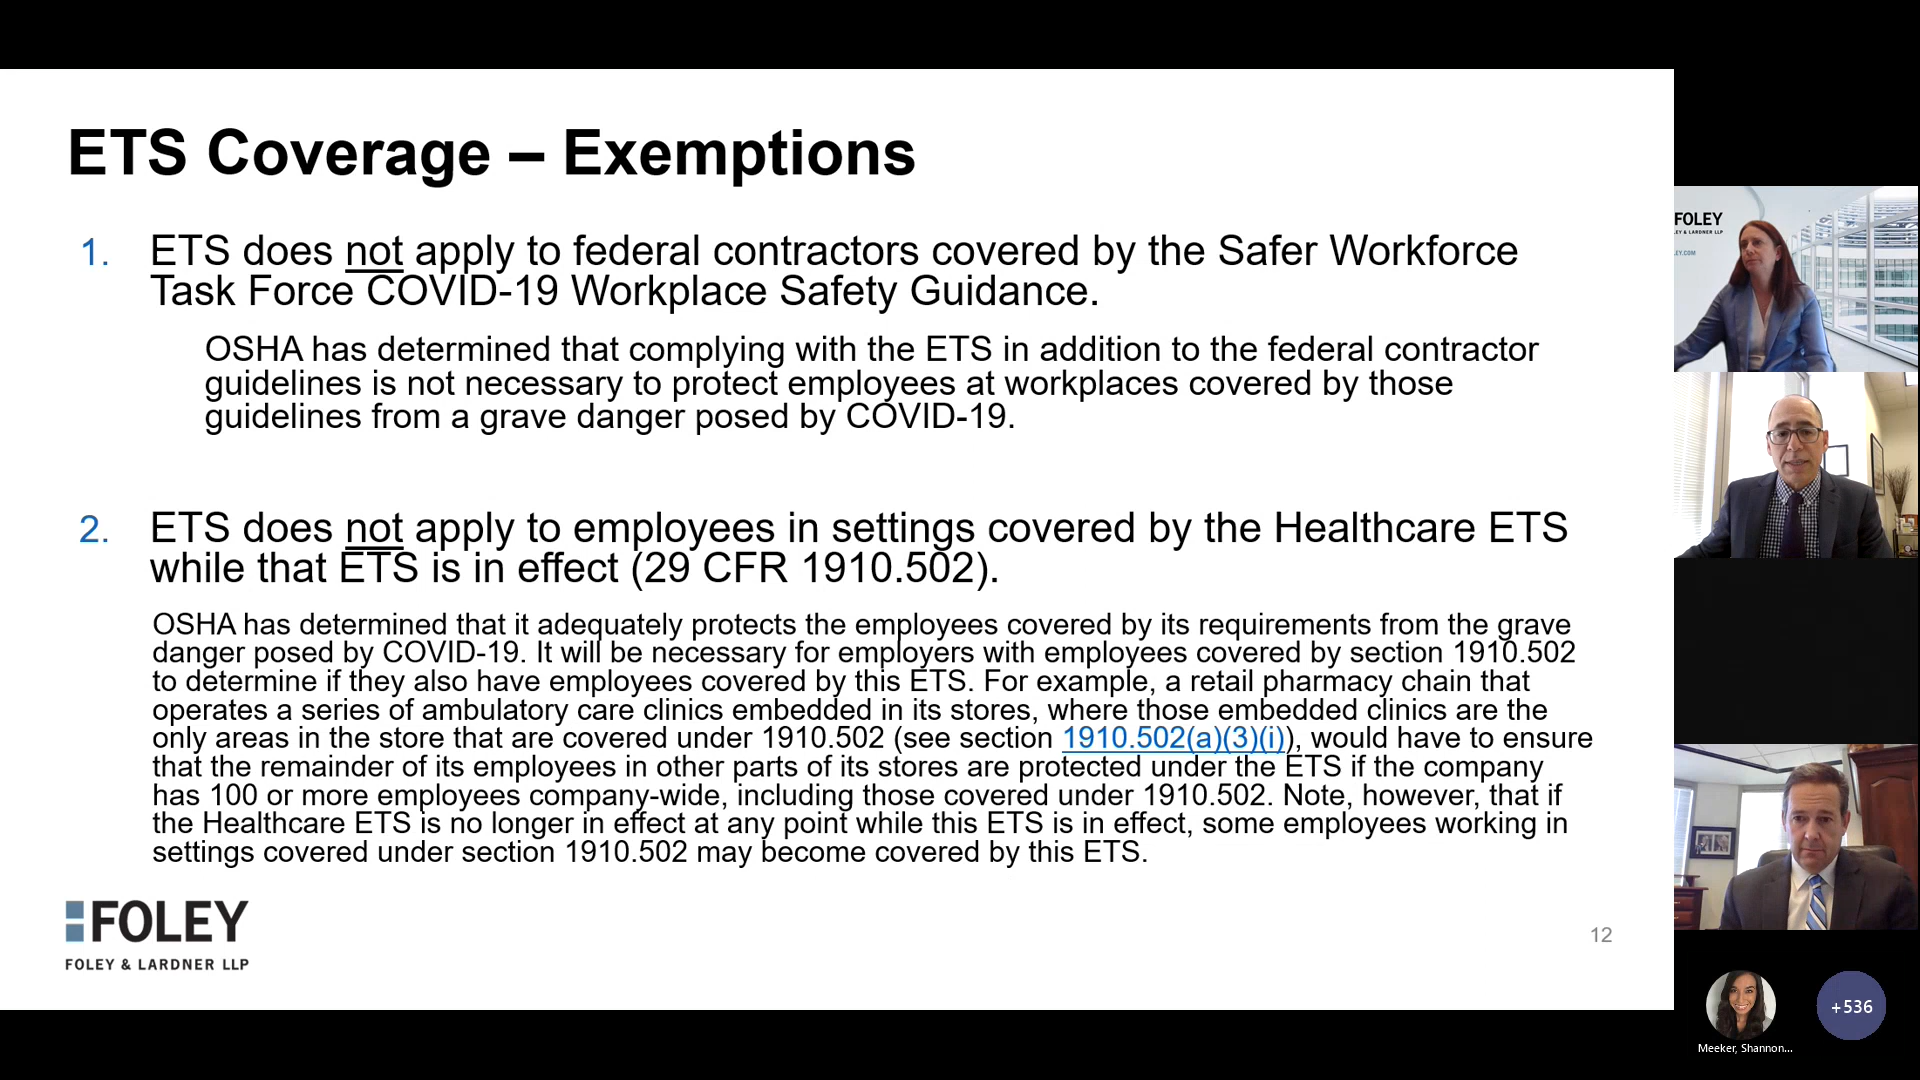 ETS Coverage – Exemptions
1. ETS does not apply to federal contractors covered by the Safer Workforce
Task Force COVID-19 Workplace Safety Guidance.
OSHA has determined that complying with the ETS in addition to the federal contractor
guidelines is not necessary to protect employees at workplaces covered by those
guidelines from a grave danger posed by COVID-19.
2. ETS does not apply to employees in settings covered by the Healthcare ETS
while that ETS is in effect (29 CFR 1910.502).
OSHA has determined that it adequately protects the employees covered by its requirements from the grave
danger posed by COVID-19. It will be necessary for employers with employees covered by section 1910.502
to determine if they also have employees covered by this ETS. For example, a retail pharmacy chain that
operates a series of ambulatory care clinics embedded in its stores, where those embedded clinics are the
only areas in the store that are covered under 1910.502 (see section 1910.502(a)(3)(i)), would have to ensure
that the remainder of its employees in other parts of its stores are protected under the ETS if the company
has 100 or more employees company-wide, including those covered under 1910.502. Note, however, that if
the Healthcare ETS is no longer in effect at any point while this ETS is in effect, some employees working in
settings covered under section 1910.502 may become covered by this ETS.
FOLEY
FOLEY & LARDNER LLP
12
FOLEY
EY & LARDNER LLP
EY.COM
+536
Meeker, Shannon...